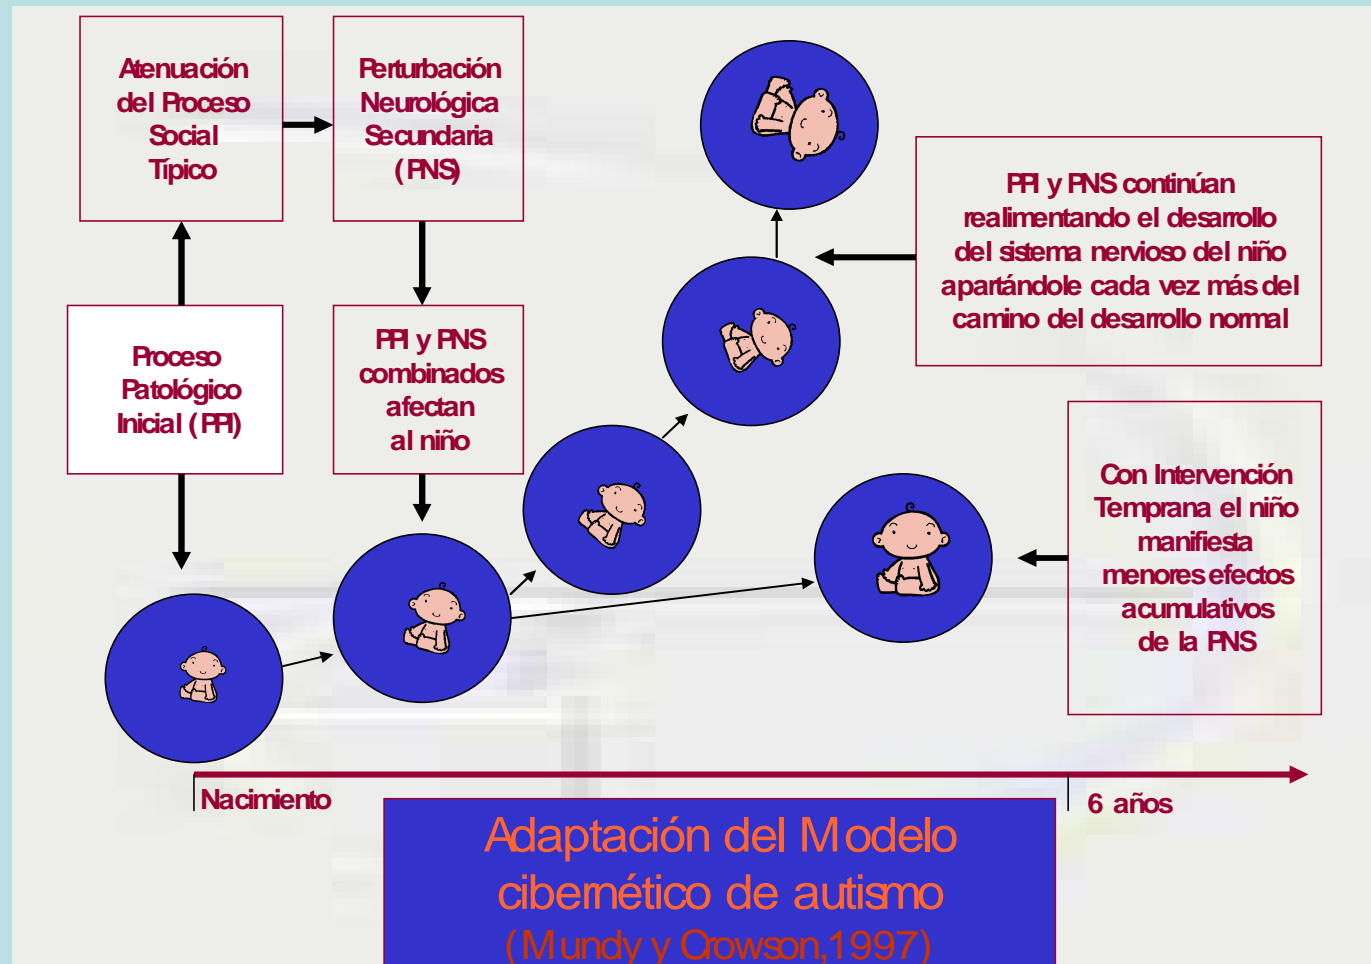 Atenuación
del Proceso
Social
Típico
Perturbación
Neurológica
Secundaria
(PNS)
PPI y PNS continúan
realimentando el desarrollo
del sistema nervioso del niño
apartándole cada vez más del
camino del desarrollo normal
Proceso
Patológico
Inicial (PPI)
PPI y PNS
combinados
afectan
al niño
Con Intervención
Temprana el niño
manifiesta
menores efectos
acumulativos
de la PNS
Nacimiento
6 años
Adaptación del Modelo
cibernético de autismo
(Mundy y Crowson,1997)